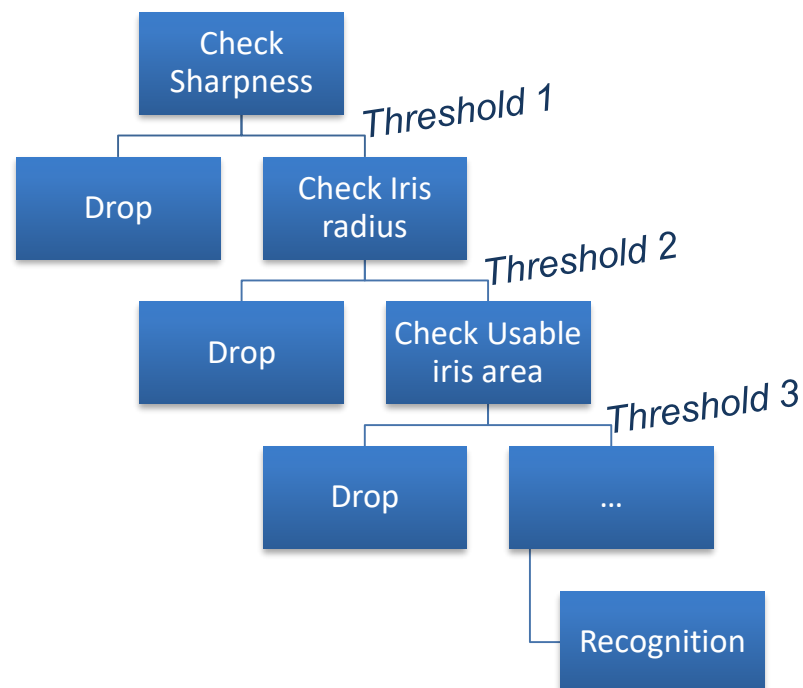 Check
Sharpness
Threshold 1
Drop
Check Iris
radius
Threshold 2
Drop
Check Usable
iris area
Threshold 3
Drop
...
Recognition